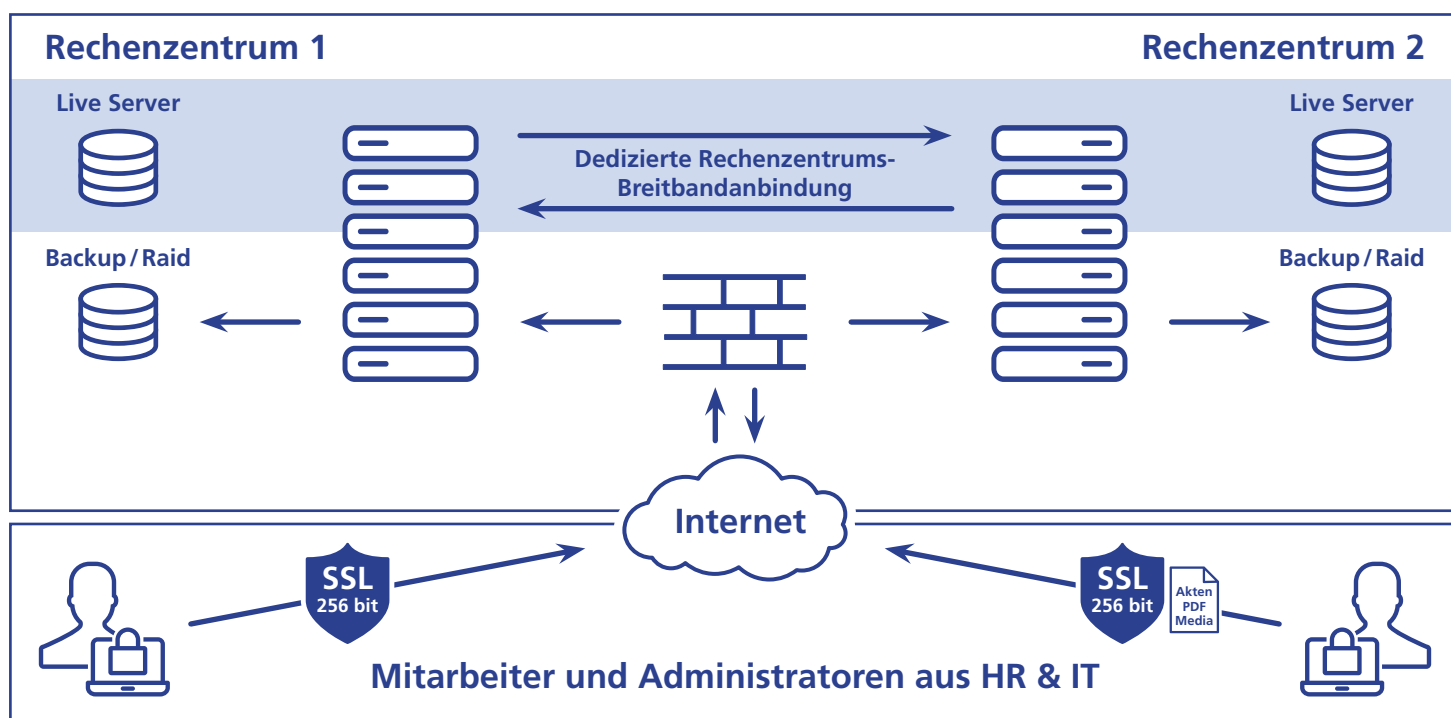 Rechenzentrum 1
Rechenzentrum 2
Live Server
Live Server
Dedizierte Rechenzentrums-
Breitbandanbindung
Backup / Raid
Backup / Raid
Internet
SSL
256 bit
SSL
256 bit
Akten
PDF
Media
Mitarbeiter und Administratoren aus HR & IT